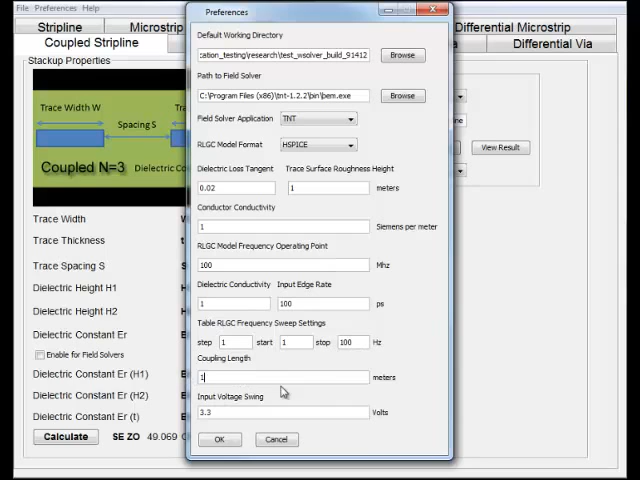 File Preferences Help
Preferences
Stripline
Microstrip
Differential Microstrip
Coupled Stripline
Differential Via
Stackup Properties
Trace Width W
Spacing S
Coupled N=3
Trace Width
Trace Thickness
Trace Spacing S
Dielectric Height H1
Dielectric Height H2
Dielectric Constant Er
Enable for Field Solvers
Dielectric Constant Er (H1)
Dielectric Constant Er (H2)
Dielectric Constant Er (t)
Calculate
SE ZO 49.069
Default Working Directory
:cation_testing\research\test_wsolver_build_91412
Browse
Path to Field Solver
C:\Program Files (x86)\tnt-1.2.2\bin\bem.exe
Browse
Field Solver Application TNT
RLGC Model Format HSPICE
Dielectric Loss Tangent Trace Surface Roughness Height
0.02 1 meters
Conductor Conductivity
1 Siemens per meter
RLGC Model Frequency Operating Point
100 Mhz
Dielectric Conductivity Input Edge Rate
1 100 ps
Table RLGC Frequency Sweep Settings
step 1 start 1 stop 100 Hz
Coupling Length
1 meters
Input Voltage Swing
3.3 Volts
OK Cancel
View Result